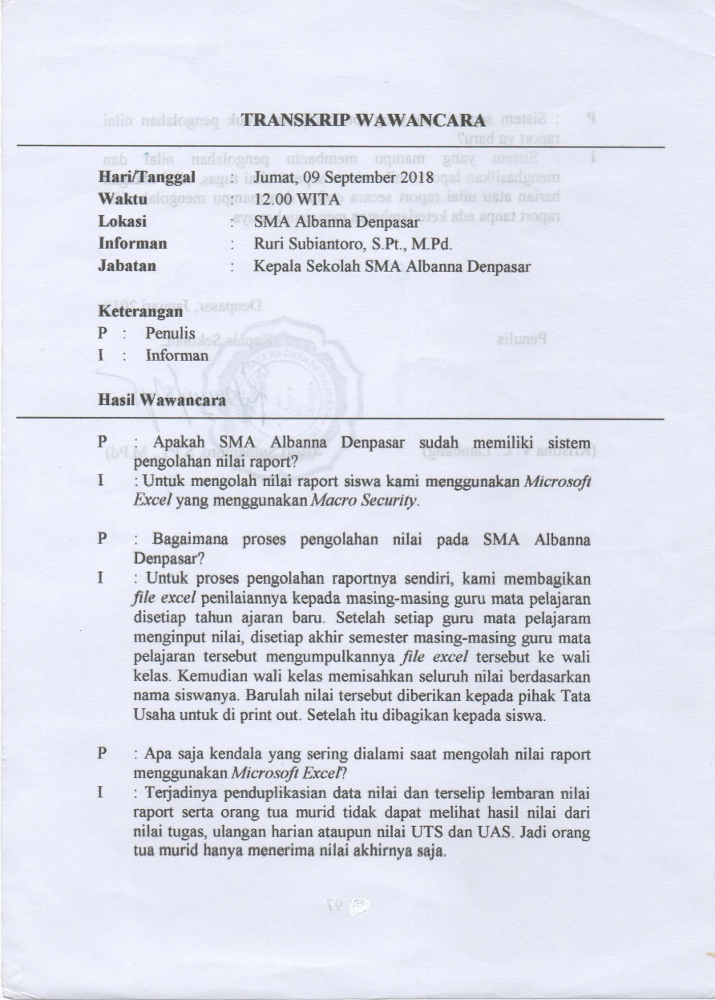 TRANSKRIP WAWANCARA
Hari/Tanggal : Jumat, 09 September 2018
Waktu : 12.00 WITA
Lokasi : SMA Albanna Denpasar
Informan : Ruri Subiantoro, S.Pt., M.Pd.
Jabatan : Kepala Sekolah SMA Albanna Denpasar
Keterangan
P : Penulis
I : Informan
Hasil Wawancara
P : Apakah SMA Albanna Denpasar sudah memiliki sistem
pengolahan nilai raport?
I : Untuk mengolah nilai raport siswa kami menggunakan Microsoft
Excel yang menggunakan Macro Security.
P : Bagaimana proses pengolahan nilai pada SMA Albanna
Denpasar?
I : Untuk proses pengolahan raportnya sendiri, kami membagikan
file excel penilaiannya kepada masing-masing guru mata pelajaran
disetiap tahun ajaran baru. Setelah setiap guru mata pelajaram
menginput nilai, disetiap akhir semester masing-masing guru mata
pelajaran tersebut mengumpulkannya file excel tersebut ke wali
kelas. Kemudian wali kelas memisahkan seluruh nilai berdasarkan
nama siswanya. Barulah nilai tersebut diberikan kepada pihak Tata
Usaha untuk di print out. Setelah itu dibagikan kepada siswa.
P : Apa saja kendala yang sering dialami saat mengolah nilai raport
menggunakan Microsoft Excel?
I : Terjadinya penduplikasian data nilai dan terselip lembaran nilai
raport serta orang tua murid tidak dapat melihat hasil nilai dari
nilai tugas, ulangan harian ataupun nilai UTS dan UAS. Jadi orang
tua murid hanya menerima nilai akhirnya saja.